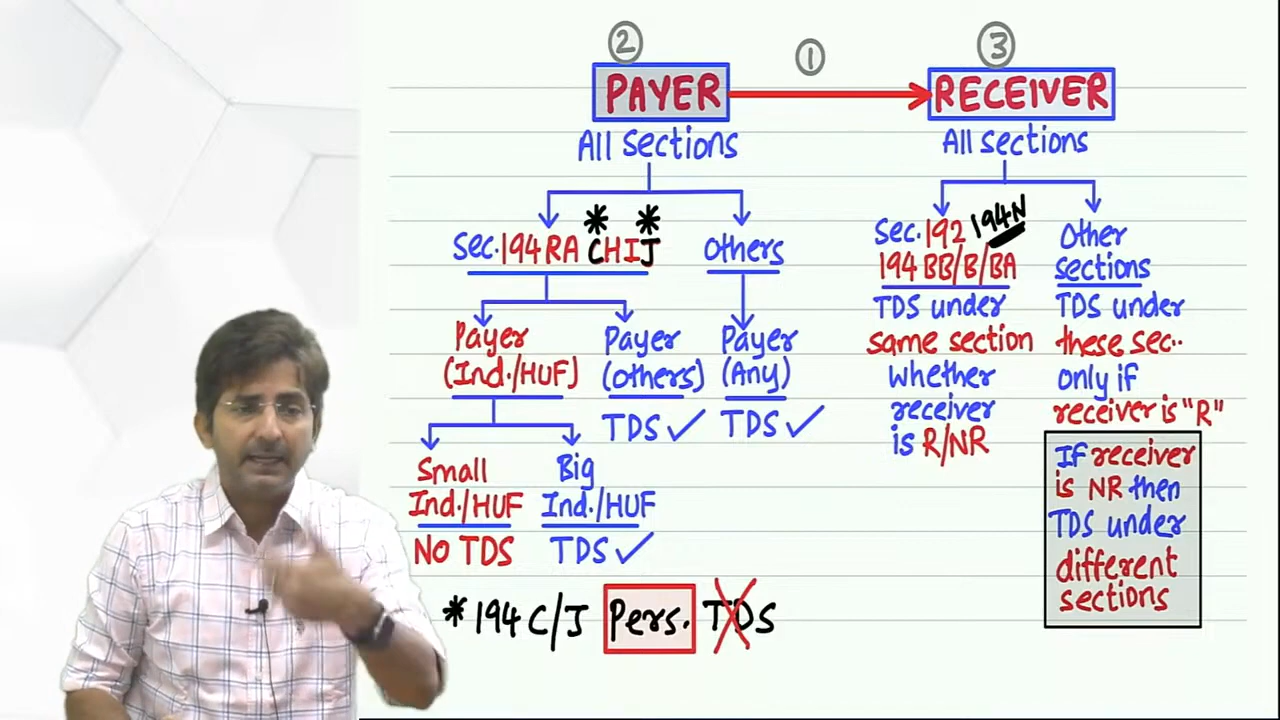 ② ① ③
PAYER RECEIVER
All sections
All sections
* *
Sec. 194RA CHIJ
Others
Payer
(Ind./HUF)
Payer
(others)
TDS ✓
Payer
(Any)
TDS ✓
Small
Ind./HUF
NO TDS
Big
Ind./HUF
TDS ✓
* 194 C/J Pers. TDS
Sec. 192 194N
194 BB/B/BA
TDS under
same section
whether
receiver
is R/NR
Other
sections
TDS under
these sec..
only if
receiver is "R"
If receiver
is NR then
TDS under
different
sections